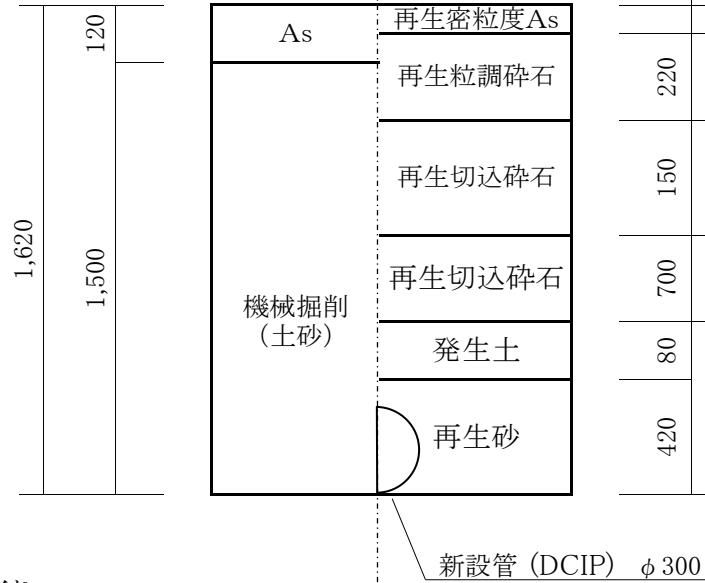 120
As
再生密粒度As
再生粒調砕石
220
再生切込砕石
150
1,620
1,500
機械掘削
（土砂）
再生切込砕石
700
発生土
80
再生砂
420
新設管 (DCIP) φ300